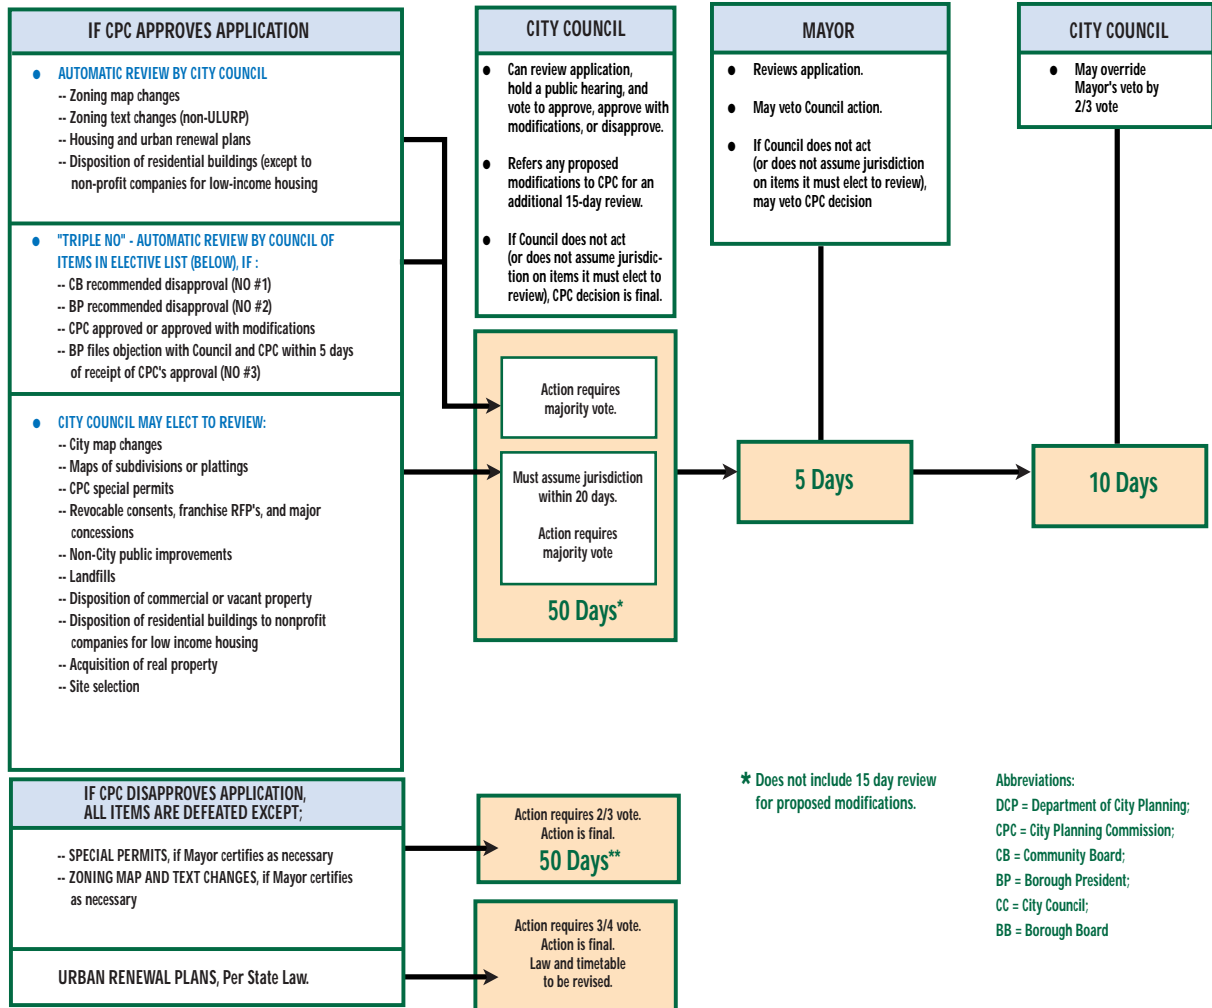 IF CPC APPROVES APPLICATION
● AUTOMATIC REVIEW BY CITY COUNCIL
-- Zoning map changes
-- Zoning text changes (non-ULURP)
-- Housing and urban renewal plans
-- Disposition of residential buildings (except to
non-profit companies for low-income housing
● "TRIPLE NO" - AUTOMATIC REVIEW BY COUNCIL OF
ITEMS IN ELECTIVE LIST (BELOW), IF :
-- CB recommended disapproval (NO #1)
-- BP recommended disapproval (NO #2)
-- CPC approved or approved with modifications
-- BP files objection with Council and CPC within 5 days
of receipt of CPC's approval (NO #3)
● CITY COUNCIL MAY ELECT TO REVIEW:
-- City map changes
-- Maps of subdivisions or plattings
-- CPC special permits
-- Revocable consents, franchise RFP's, and major
concessions
-- Non-City public improvements
-- Landfills
-- Disposition of commercial or vacant property
-- Disposition of residential buildings to nonprofit
companies for low income housing
-- Acquisition of real property
-- Site selection
CITY COUNCIL
● Can review application,
hold a public hearing, and
vote to approve, approve with
modifications, or disapprove.
● Refers any proposed
modifications to CPC for an
additional 15-day review.
● If Council does not act
(or does not assume jurisdic-
tion on items it must elect to
review), CPC decision is final.
Action requires
majority vote.
Must assume jurisdiction
within 20 days.
Action requires
majority vote
50 Days*
MAYOR
● Reviews application.
● May veto Council action.
● If Council does not act
(or does not assume jurisdiction
on items it must elect to review),
may veto CPC decision
5 Days
CITY COUNCIL
● May override
Mayor's veto by
2/3 vote
10 Days
IF CPC DISAPPROVES APPLICATION,
ALL ITEMS ARE DEFEATED EXCEPT;
-- SPECIAL PERMITS, if Mayor certifies as necessary
-- ZONING MAP AND TEXT CHANGES, if Mayor certifies
as necessary
URBAN RENEWAL PLANS, Per State Law.
Action requires 2/3 vote.
Action is final.
50 Days**
Action requires 3/4 vote.
Action is final.
Law and timetable
to be revised.
* Does not include 15 day review
for proposed modifications.
Abbreviations:
DCP = Department of City Planning;
CPC = City Planning Commission;
CB = Community Board;
BP = Borough President;
CC = City Council;
BB = Borough Board